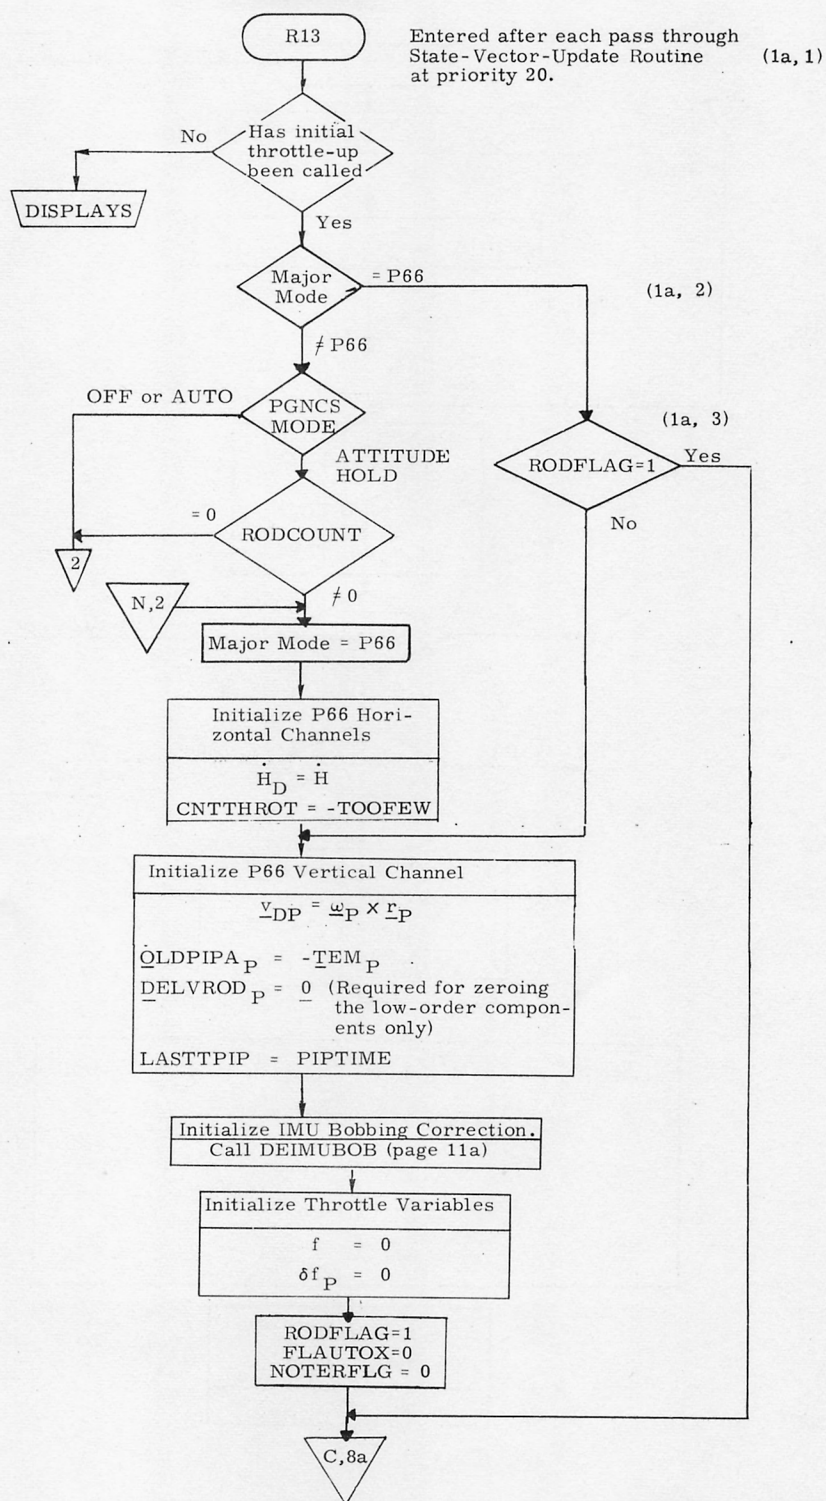 R13
Entered after each pass through
State-Vector-Update Routine (1a, 1)
at priority 20.
Has initial
throttle-up
been called
No
DISPLAYS
Yes
Major
Mode
= P66
(1a, 2)
≠ P66
OFF or AUTO
PGNCS
MODE
(1a, 3)
ATTITUDE
HOLD
RODFLAG=1
Yes
= 0
RODCOUNT
No
2
≠ 0
N,2
Major Mode = P66
Initialize P66 Hori-
zontal Channels
Ḣ_D = Ḣ
CNTTHROT = -TOOFEW
Initialize P66 Vertical Channel
v_DP = ω_P × r_P
OLDPIPA_P = -TEM_P
DELVROD_P = 0 (Required for zeroing
the low-order compon-
ents only)
LASTTPIP = PIPTIME
Initialize IMU Bobbing Correction.
Call DEIMUBOB (page 11a)
Initialize Throttle Variables
f = 0
δf_P = 0
RODFLAG=1
FLAUTOX=0
NOTERFLG = 0
C,8a